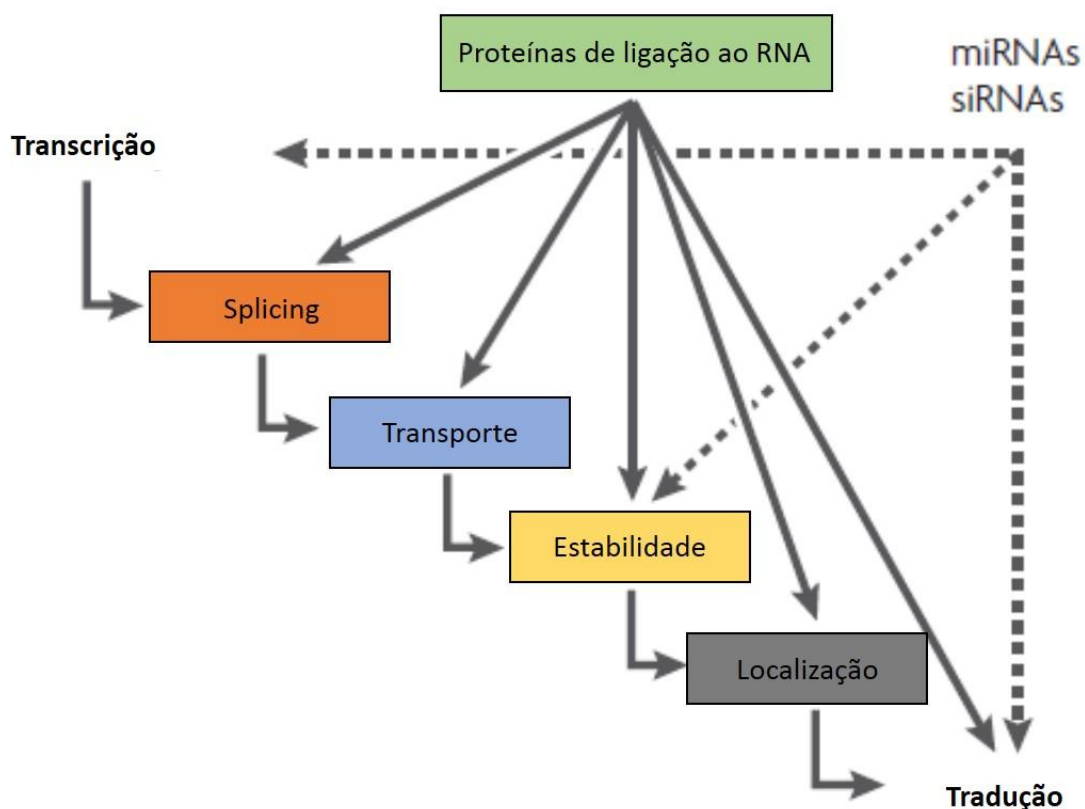 Proteínas de ligação ao RNA
miRNAs
siRNAs
Transcrição
Splicing
Transporte
Estabilidade
Localização
Tradução